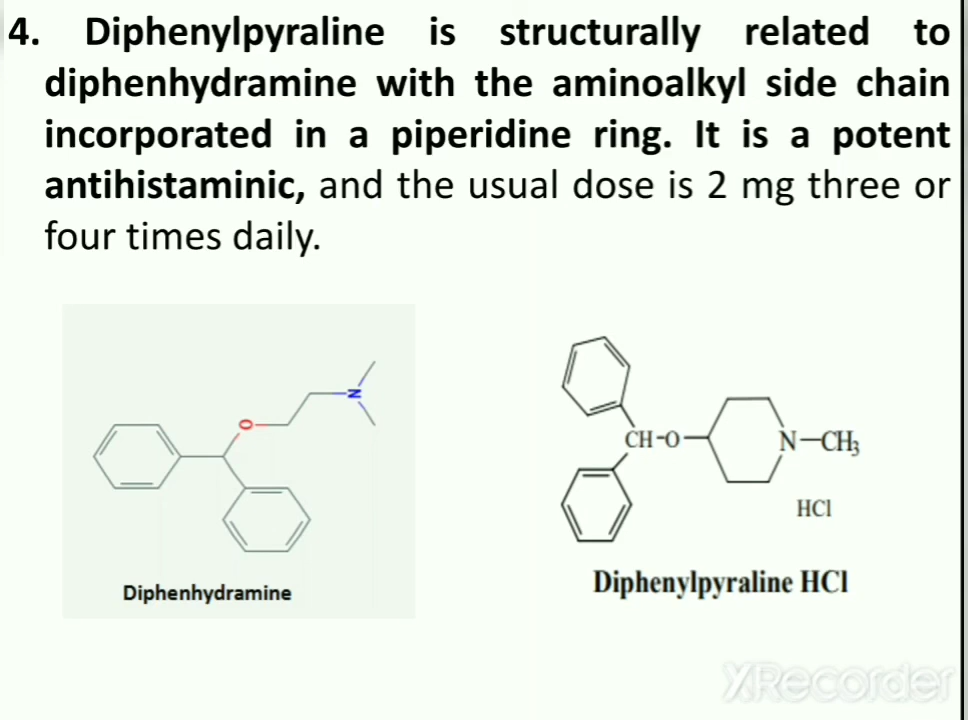 4. Diphenylpyraline is structurally related to
diphenhydramine with the aminoalkyl side chain
incorporated in a piperidine ring. It is a potent
antihistaminic, and the usual dose is 2 mg three or
four times daily.
N
O
CH-O
N-CH3
HCl
Diphenhydramine
Diphenylpyraline HCl
XRecorder